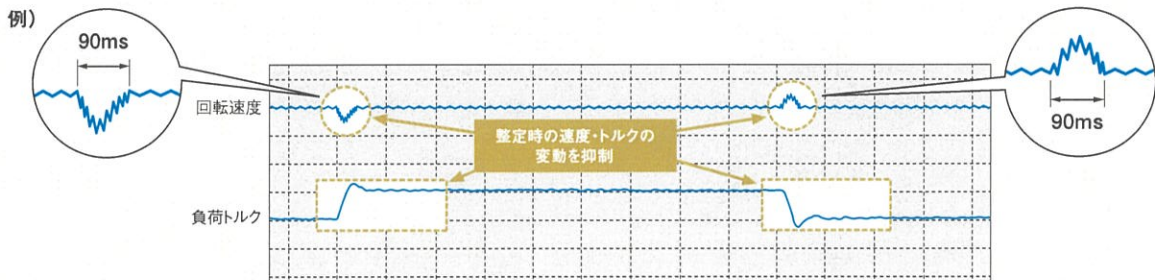 例）
90ms
回転速度
整定時の速度・トルクの
変動を抑制
90ms
負荷トルク